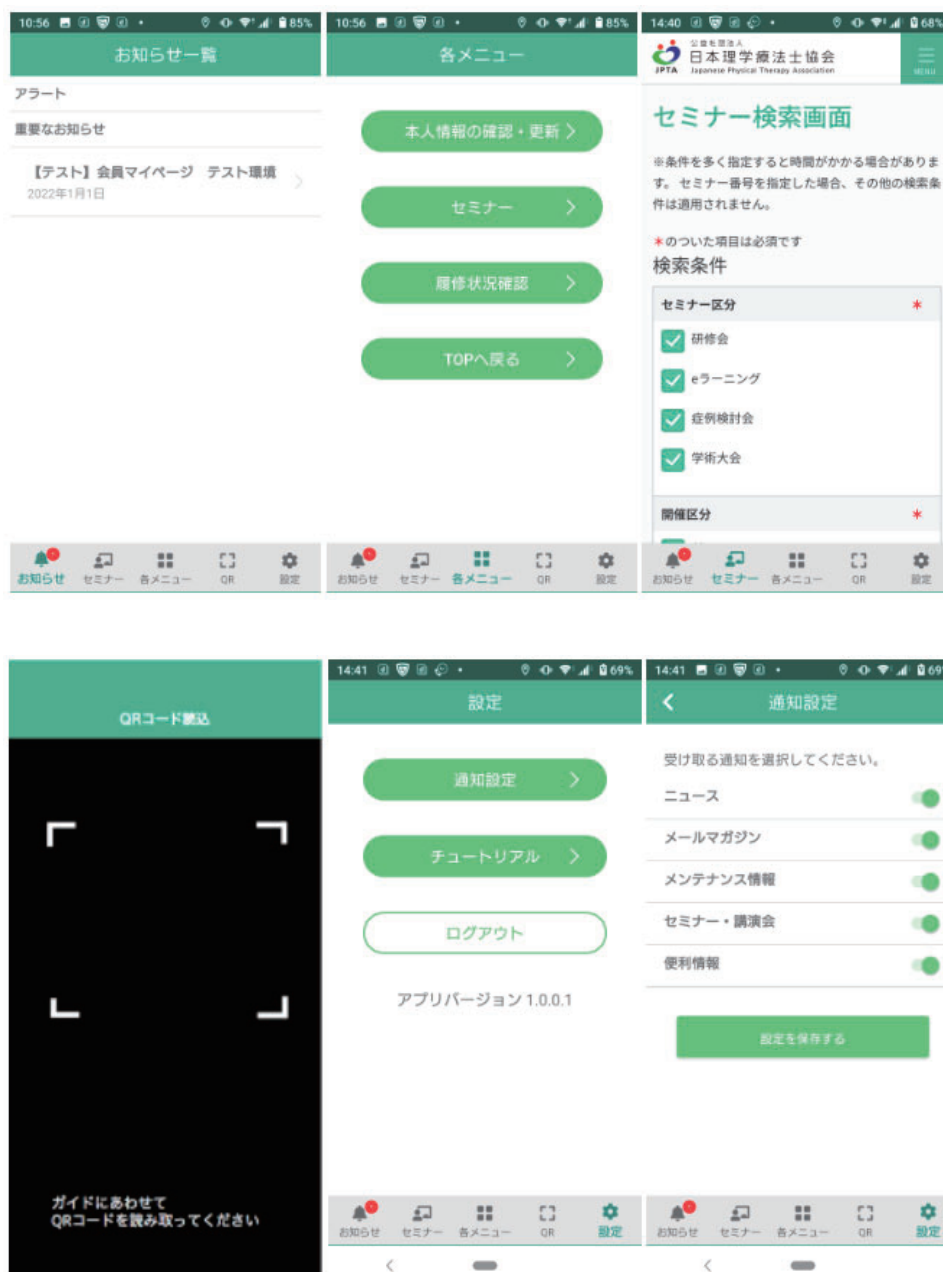 10:56 85%
お知らせ一覧
アラート
重要なお知らせ
【テスト】会員マイページ　テスト環境
2022年1月1日
お知らせ セミナー 各メニュー QR 設定
10:56 85%
各メニュー
本人情報の確認・更新
セミナー
履修状況確認
TOPへ戻る
お知らせ セミナー 各メニュー QR 設定
14:40 68%
公益社団法人
日本理学療法士協会
JPTA Japanese Physical Therapy Association
MENU
セミナー検索画面
※条件を多く指定すると時間がかかる場合がありま
す。 セミナー番号を指定した場合、その他の検索条
件は適用されません。
*のついた項目は必須です
検索条件
セミナー区分 *
研修会
eラーニング
症例検討会
学術大会
開催区分 *
お知らせ セミナー 各メニュー QR 設定
QRコード読込
ガイドにあわせて
QRコードを読み取ってください
14:41 69%
設定
通知設定
チュートリアル
ログアウト
アプリバージョン 1.0.0.1
お知らせ セミナー 各メニュー QR 設定
14:41 69
通知設定
受け取る通知を選択してください。
ニュース
メールマガジン
メンテナンス情報
セミナー・講演会
便利情報
設定を保存する
お知らせ セミナー 各メニュー QR 設定